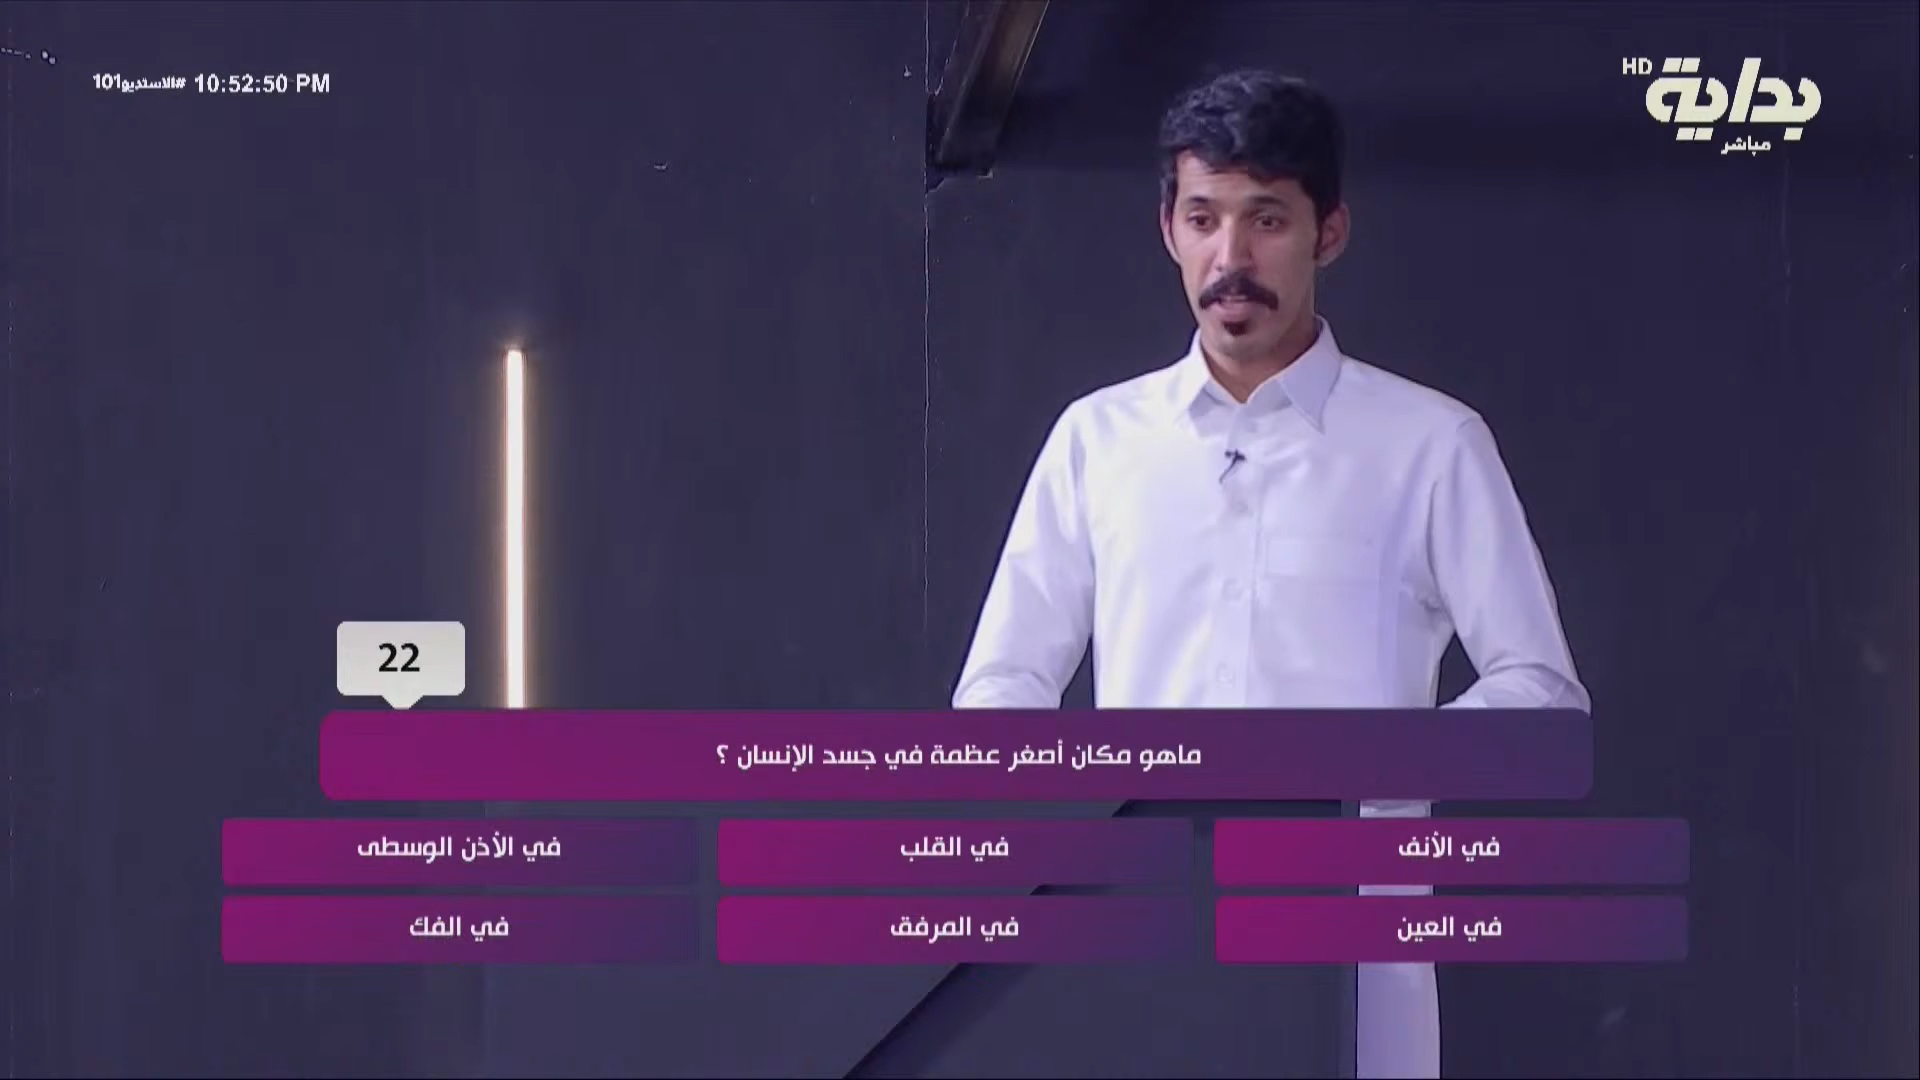 #الاستديو101 10:52:50 PM
بداية HD
مباشر
22
ماهو مكان أصغر عظمة في جسد الإنسان ؟
في الأنف
في القلب
في الأذن الوسطى
في العين
في المرفق
في الفك